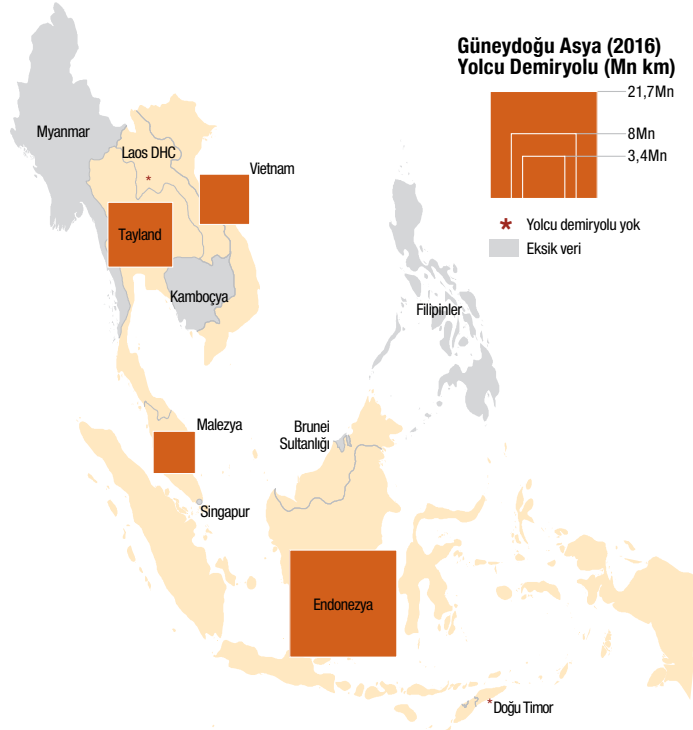 Güneydoğu Asya (2016)
Yolcu Demiryolu (Mn km)
21,7Mn
8Mn
3,4Mn
* Yolcu demiryolu yok
Eksik veri
Myanmar
Laos DHC
*
Vietnam
Tayland
Kamboçya
Filipinler
Malezya
Brunei
Sultanlığı
Singapur
Endonezya
*Doğu Timor